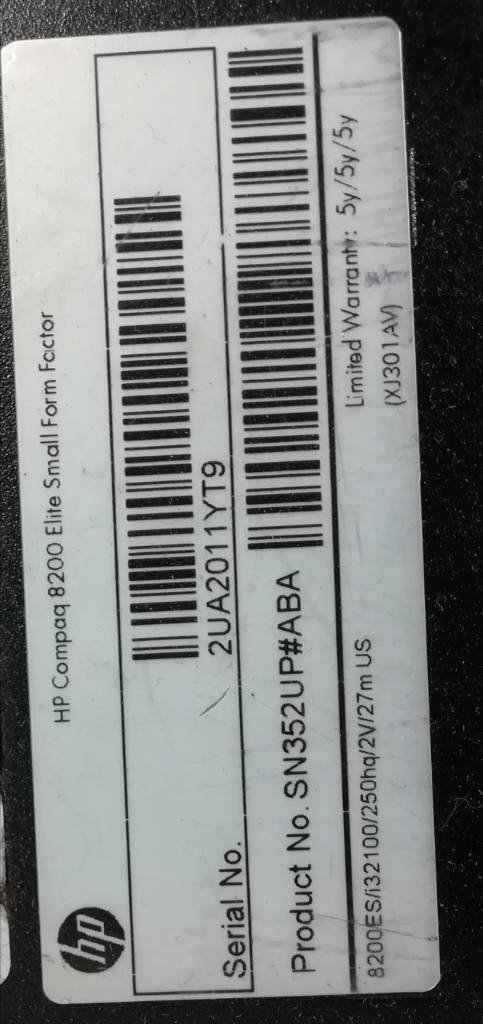 hp
HP Compaq 8200 Elite Small Form Factor
Serial No. 2UA2011YT9
Product No. SN352UP#ABA
8200ES/i32100/250hq/2V/27m US
Limited Warranty: 5y/5y/5y
(XJ301AV)